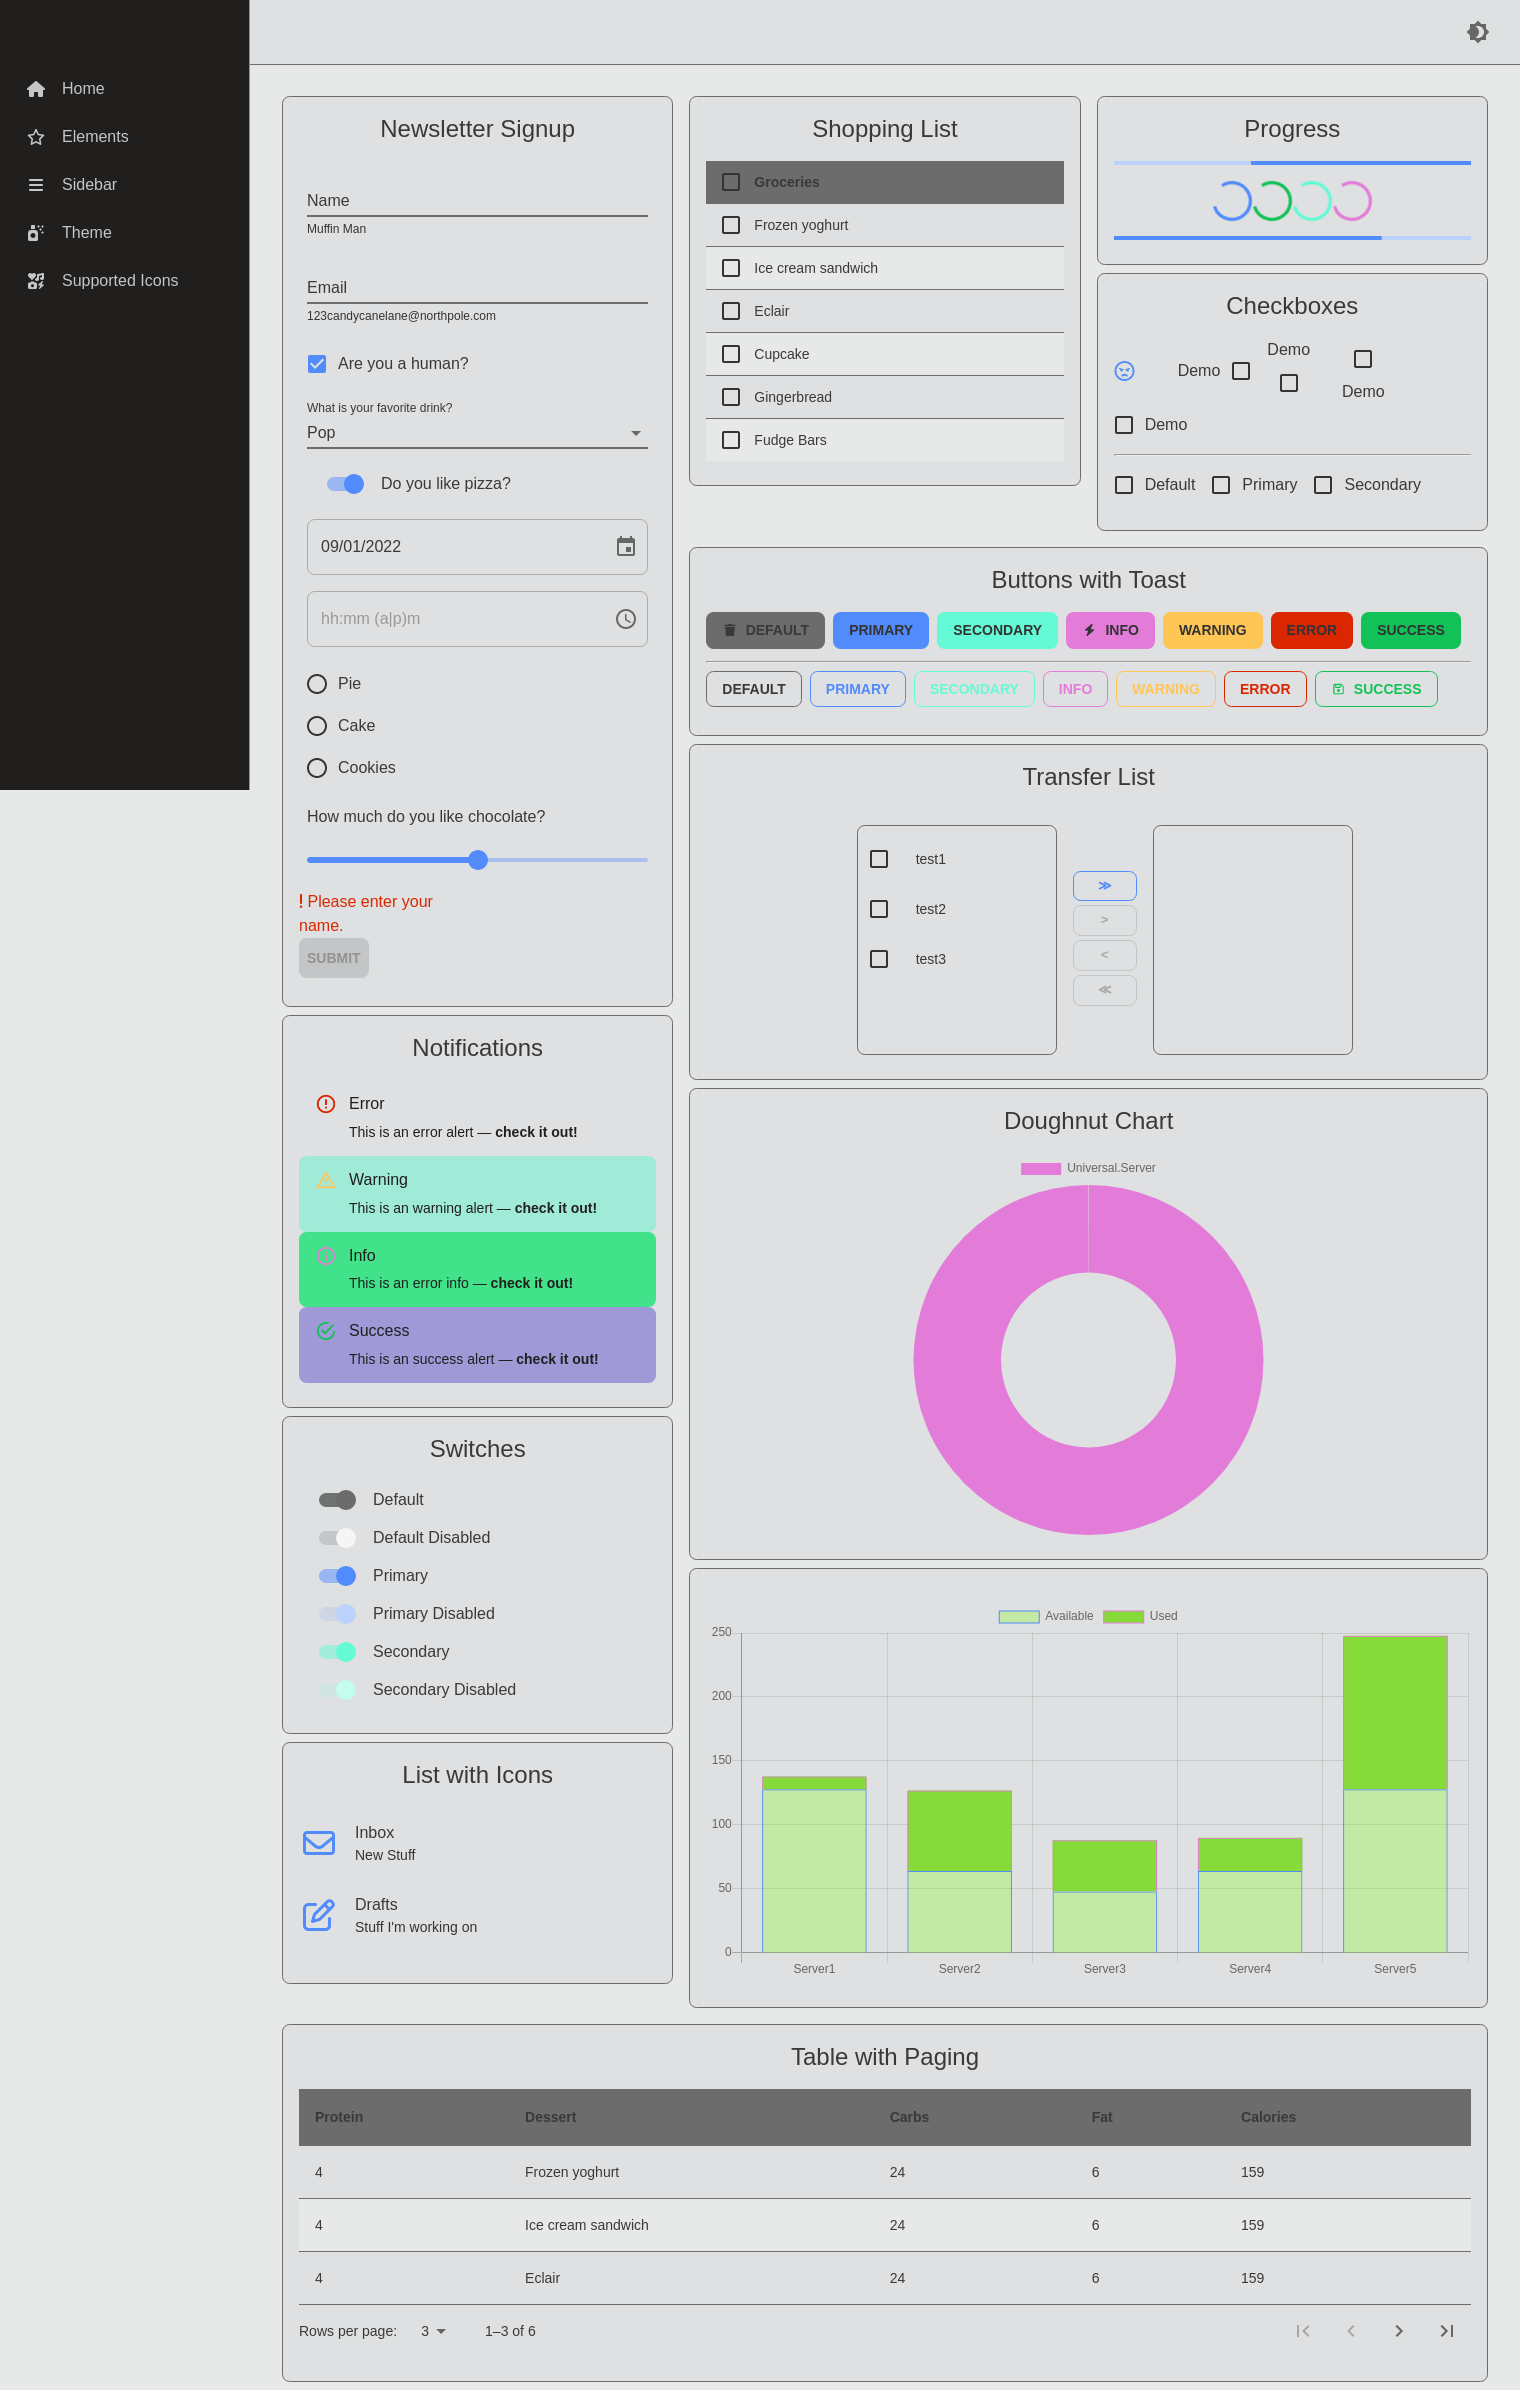 Home
Elements
Sidebar
Theme
Supported Icons
Newsletter Signup
Name
Muffin Man
Email
123candycanelane@northpole.com
Are you a human?
What is your favorite drink?
Pop
Do you like pizza?
09/01/2022
hh:mm (a|p)m
Pie
Cake
Cookies
How much do you like chocolate?
! Please enter your
name.
SUBMIT
Notifications
Error
This is an error alert — check it out!
Warning
This is an warning alert — check it out!
Info
This is an error info — check it out!
Success
This is an success alert — check it out!
Switches
Default
Default Disabled
Primary
Primary Disabled
Secondary
Secondary Disabled
List with Icons
Inbox
New Stuff
Drafts
Stuff I'm working on
Shopping List
Groceries
Frozen yoghurt
Ice cream sandwich
Eclair
Cupcake
Gingerbread
Fudge Bars
Progress
Checkboxes
Demo
Demo
Demo
Demo
Default Primary Secondary
Buttons with Toast
DEFAULT PRIMARY SECONDARY INFO WARNING ERROR SUCCESS
DEFAULT PRIMARY SECONDARY INFO WARNING ERROR SUCCESS
Transfer List
test1
test2
test3
≫
>
<
≪
Doughnut Chart
Universal.Server
Available Used
250
200
150
100
50
0
Server1 Server2 Server3 Server4 Server5
Table with Paging
Protein Dessert Carbs Fat Calories
4 Frozen yoghurt 24 6 159
4 Ice cream sandwich 24 6 159
4 Eclair 24 6 159
Rows per page: 3 1–3 of 6